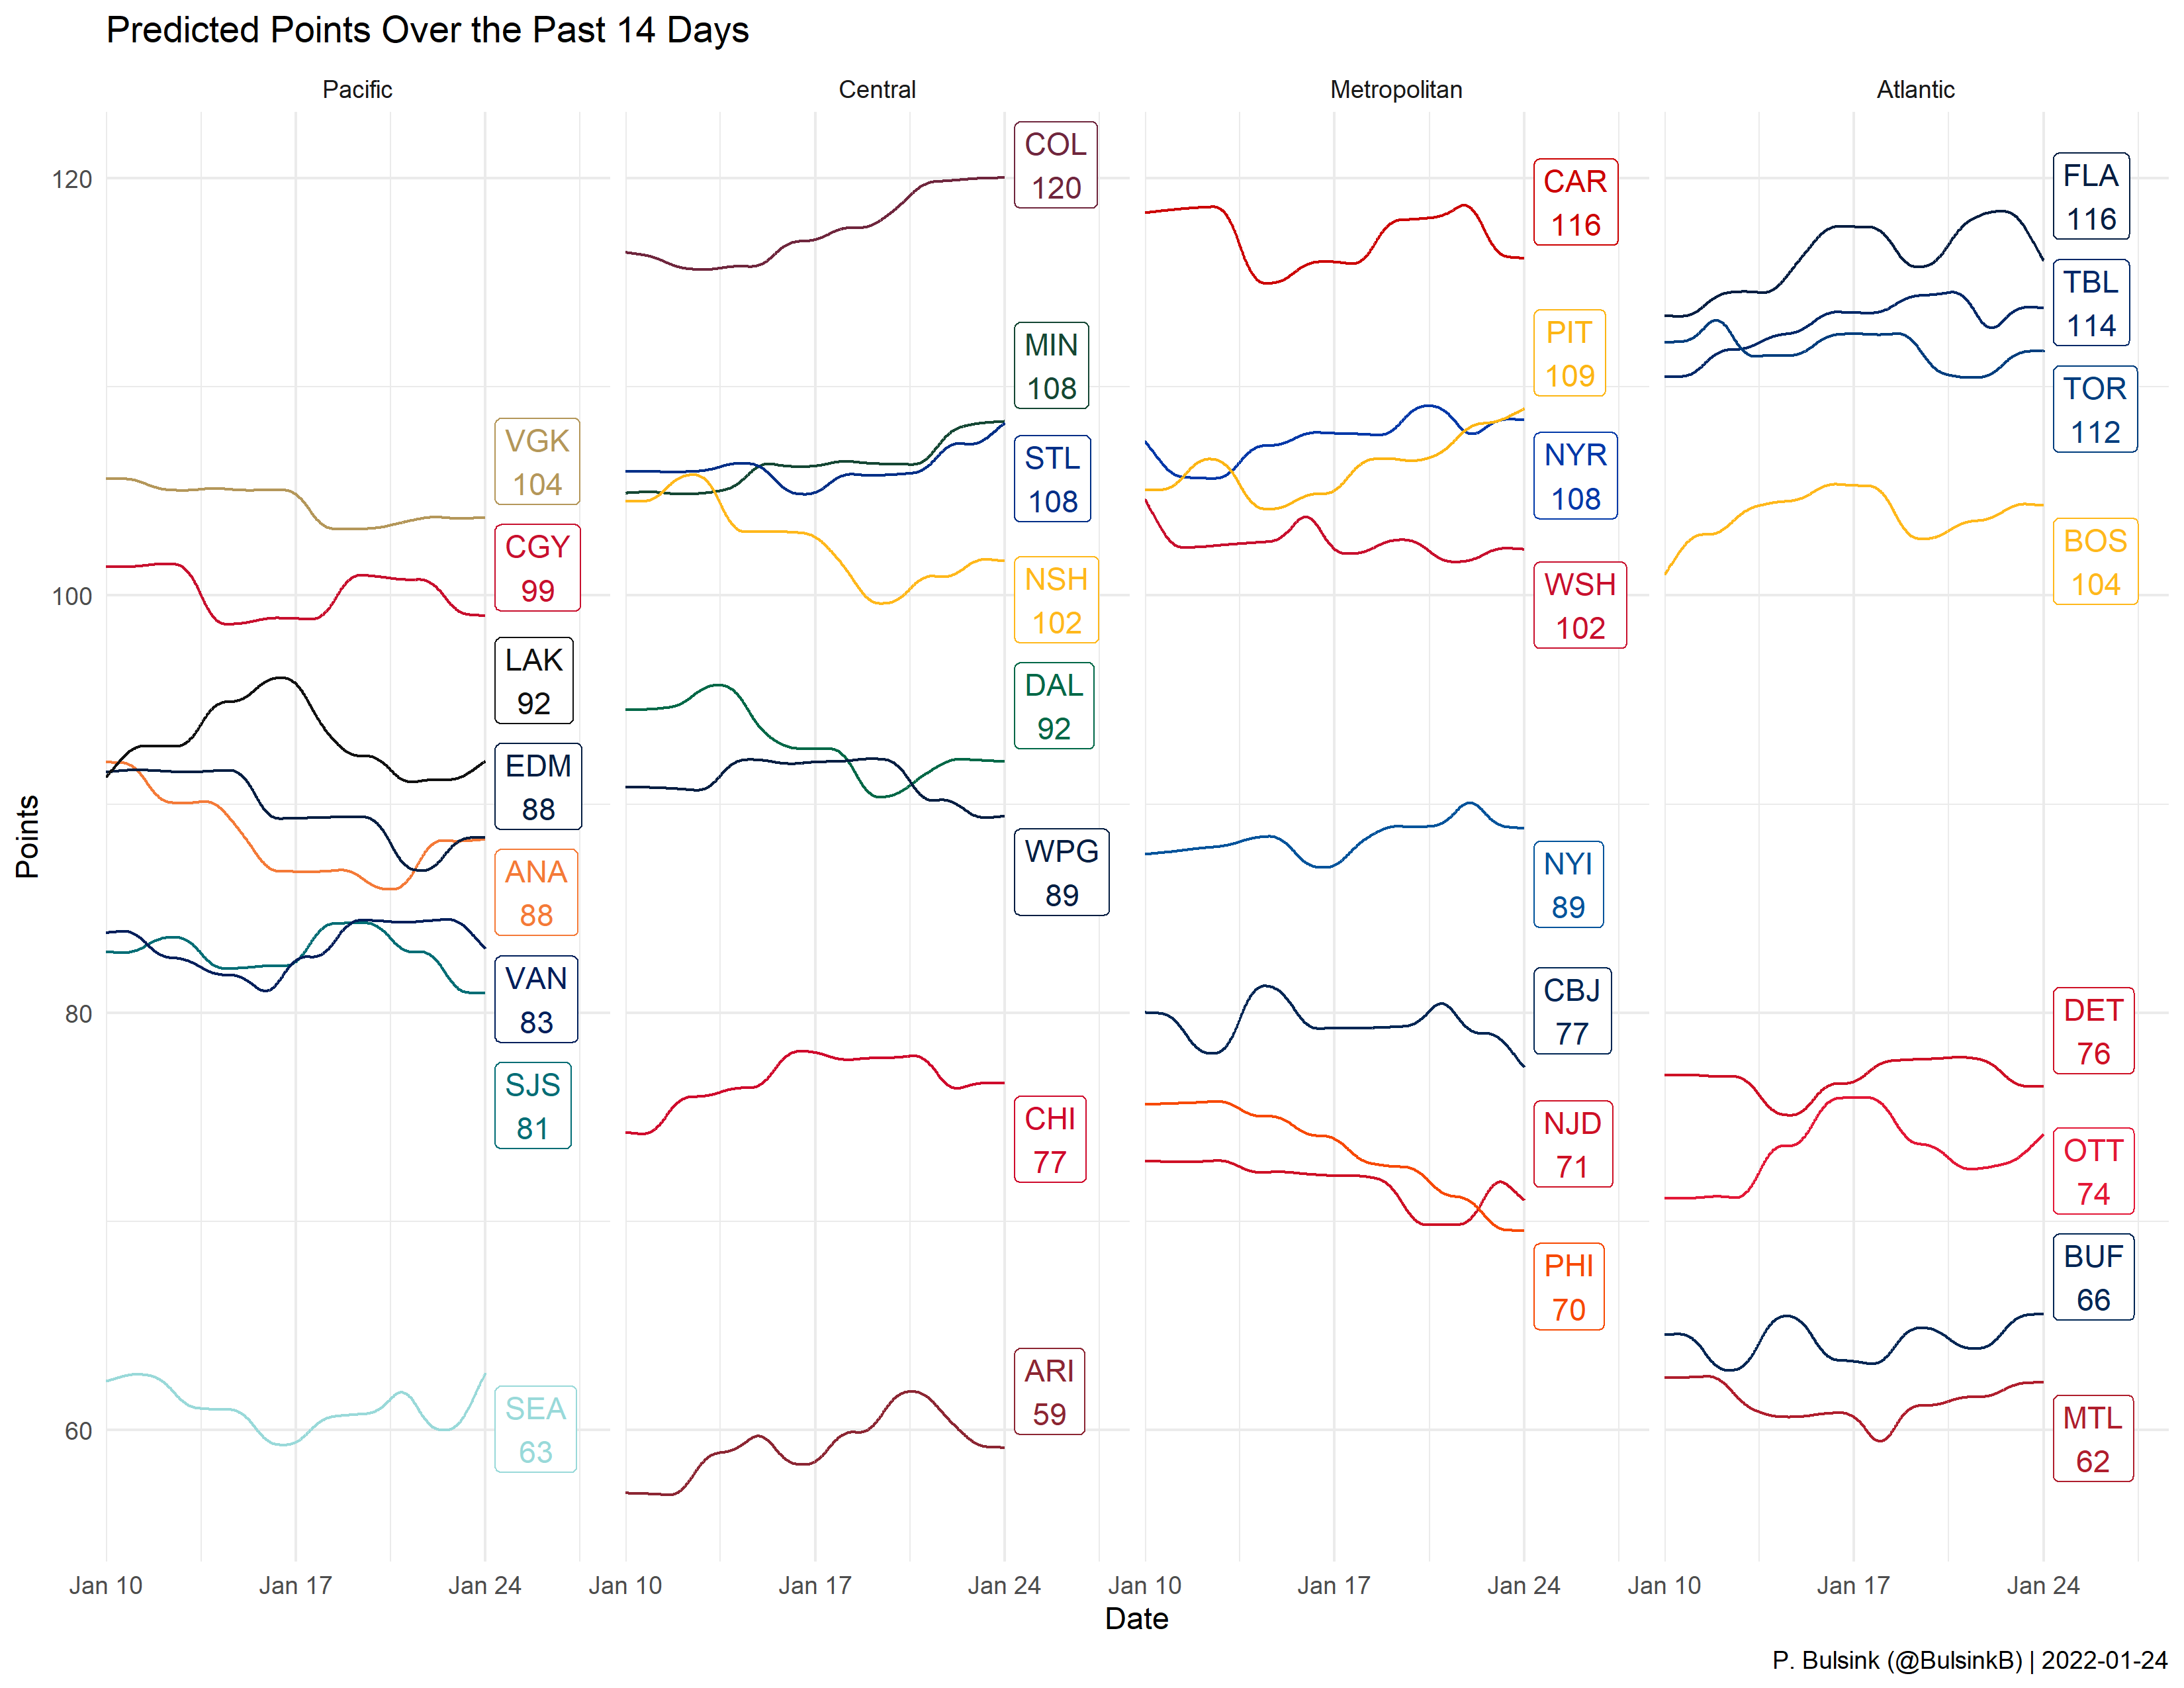 Predicted Points Over the Past 14 Days
Pacific
Central
Metropolitan
Atlantic
Points
120
100
80
60
VGK
104
CGY
99
LAK
92
EDM
88
ANA
88
VAN
83
SJS
81
SEA
63
COL
120
MIN
108
STL
108
NSH
102
DAL
92
WPG
89
CHI
77
ARI
59
CAR
116
PIT
109
NYR
108
WSH
102
NYI
89
CBJ
77
NJD
71
PHI
70
FLA
116
TBL
114
TOR
112
BOS
104
DET
76
OTT
74
BUF
66
MTL
62
Jan 10 Jan 17 Jan 24 Jan 10 Jan 17 Jan 24 Jan 10 Jan 17 Jan 24 Jan 10 Jan 17 Jan 24
Date
P. Bulsink (@BulsinkB) | 2022-01-24